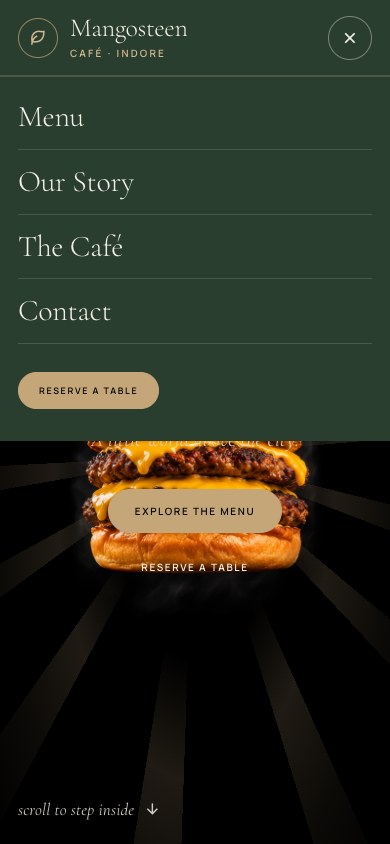 Mangosteen
CAFÉ · INDORE
Menu
Our Story
The Café
Contact
RESERVE A TABLE
EXPLORE THE MENU
RESERVE A TABLE
scroll to step inside